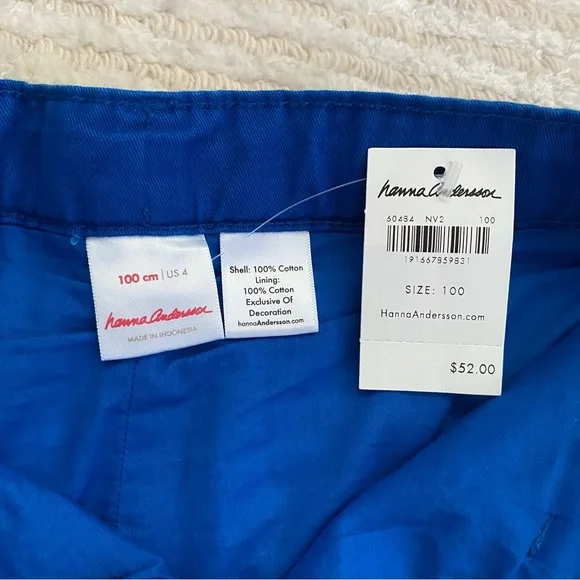 100 cm | US 4
hanna Andersson
MADE IN INDONESIA
Shell: 100% Cotton
Lining:
100% Cotton
Exclusive Of
Decoration
hannaAndersson.com
hanna Andersson
60484 NV2 100
191667859831
SIZE: 100
HannaAndersson.com
$52.00